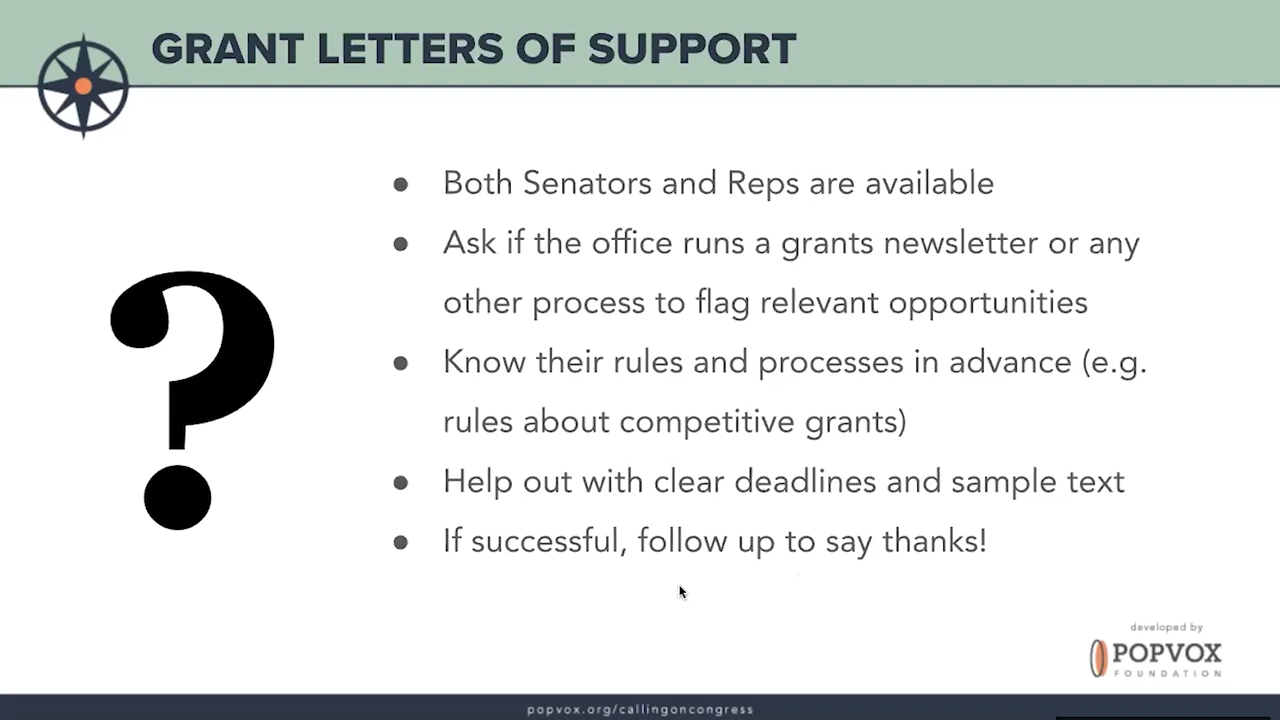 GRANT LETTERS OF SUPPORT
● Both Senators and Reps are available
● Ask if the office runs a grants newsletter or any
other process to flag relevant opportunities
● Know their rules and processes in advance (e.g.
rules about competitive grants)
● Help out with clear deadlines and sample text
● If successful, follow up to say thanks!
?
developed by
POPVOX
FOUNDATION
popvox.org/callingoncongress